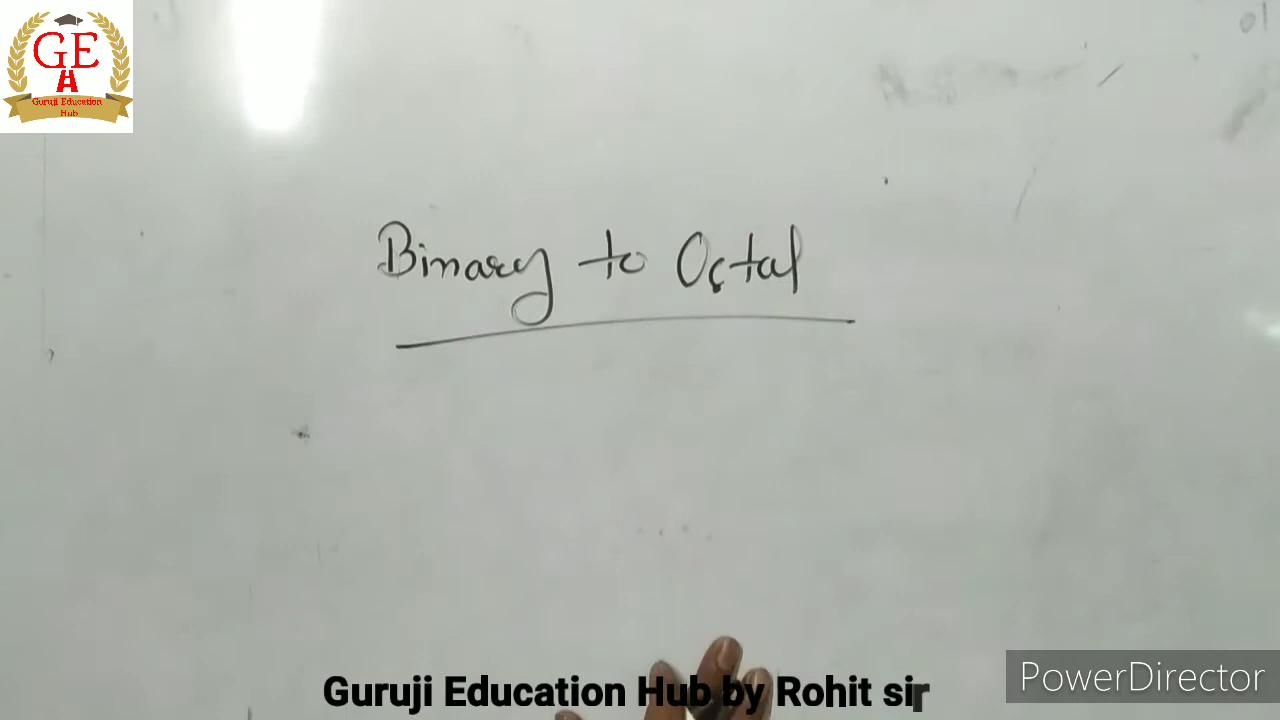 GE
H
Guruji Education
Hub
Binary to Octal
Guruji Education Hub by Rohit sir
PowerDirector